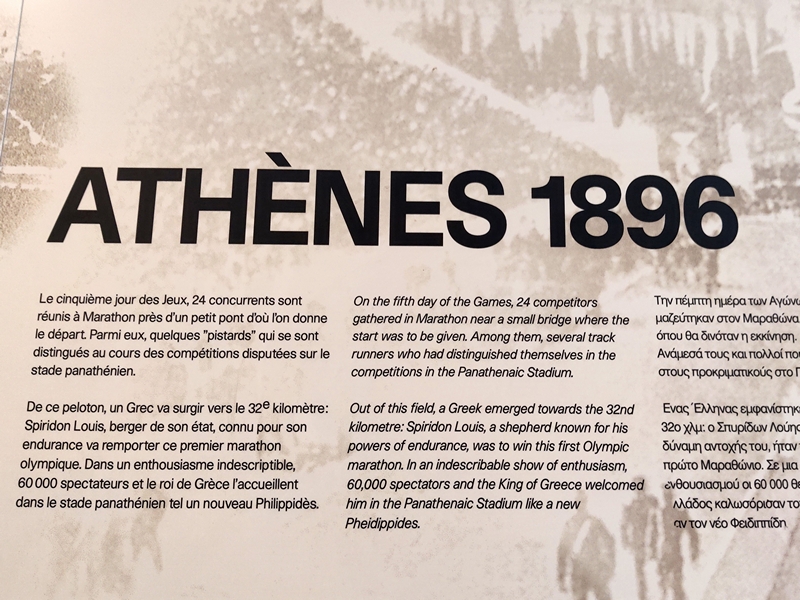 ATHÈNES 1896
Le cinquième jour des Jeux, 24 concurrents sont
réunis à Marathon près d'un petit pont d'où l'on donne
le départ. Parmi eux, quelques "pistards" qui se sont
distingués au cours des compétitions disputées sur le
stade panathénien.
De ce peloton, un Grec va surgir vers le 32e kilomètre:
Spiridon Louis, berger de son état, connu pour son
endurance va remporter ce premier marathon
olympique. Dans un enthousiasme indescriptible,
60 000 spectateurs et le roi de Grèce l'accueillent
dans le stade panathénien tel un nouveau Philippidès.
On the fifth day of the Games, 24 competitors
gathered in Marathon near a small bridge where the
start was to be given. Among them, several track
runners who had distinguished themselves in the
competitions in the Panathenaic Stadium.
Out of this field, a Greek emerged towards the 32nd
kilometre: Spiridon Louis, a shepherd known for his
powers of endurance, was to win this first Olympic
marathon. In an indescribable show of enthusiasm,
60,000 spectators and the King of Greece welcomed
him in the Panathenaic Stadium like a new
Pheidippides.
Την πέμπτη ημέρα των
μαζεύτηκαν στον Μαραθώνα
όπου θα δινόταν η εκκίνηση.
Ανάμεσά τους και πολλοί
στους προκριματικούς στο
Ενας Έλληνας
32ο χλμ: ο Σπυρίδων Λούης
δύναμη αντοχής του, ήταν
πρώτο Μαραθώνιο. Σε μια
ενθουσιασμού οι 60 000
λλάδος καλωσόρισαν
αν τον νέο Φειδιππίδη